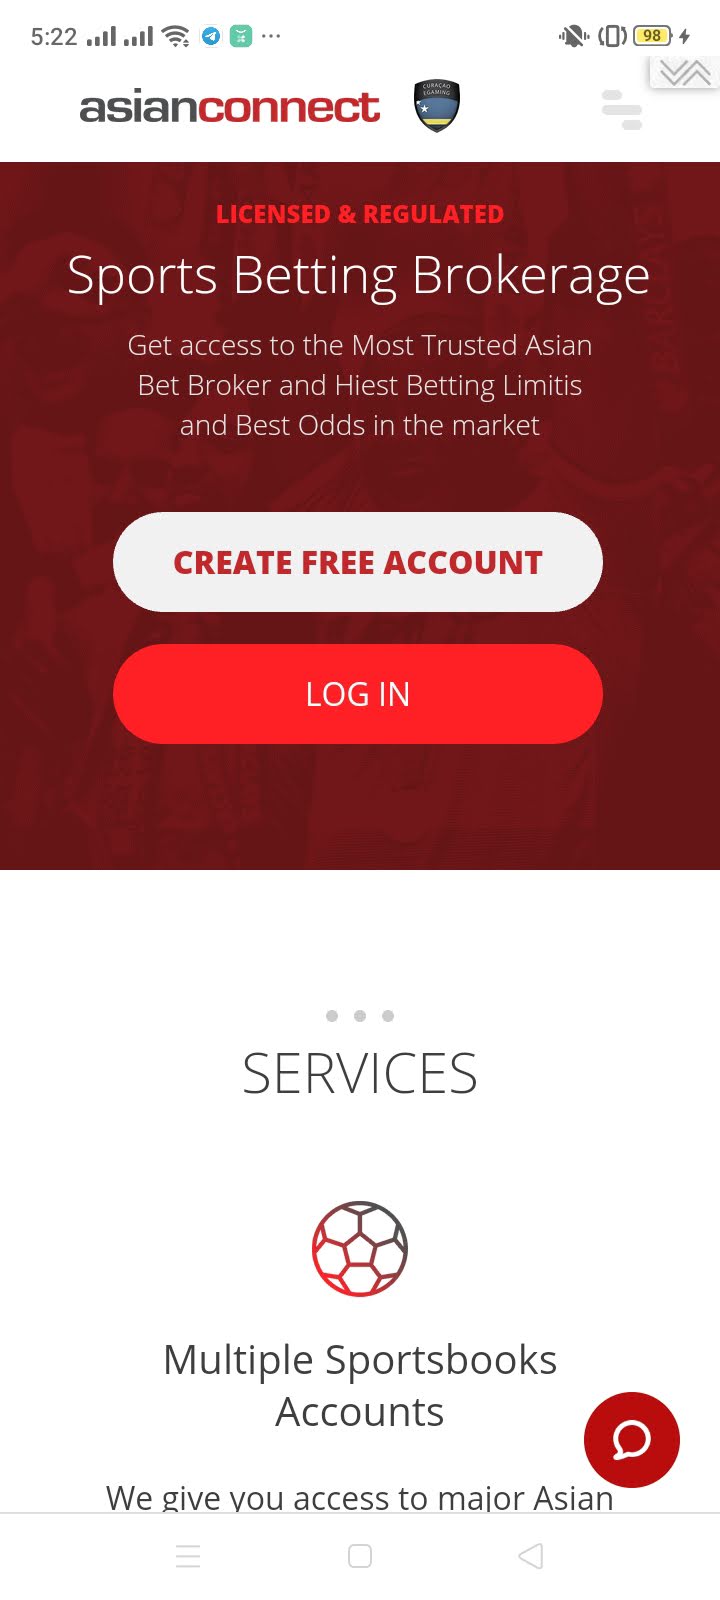 5:22
98
asianconnect
CURAÇAO
EGAMING
LICENSED & REGULATED
Sports Betting Brokerage
Get access to the Most Trusted Asian
Bet Broker and Hiest Betting Limitis
and Best Odds in the market
BARCLAYS
CREATE FREE ACCOUNT
LOG IN
SERVICES
Multiple Sportsbooks
Accounts
We give you access to major Asian